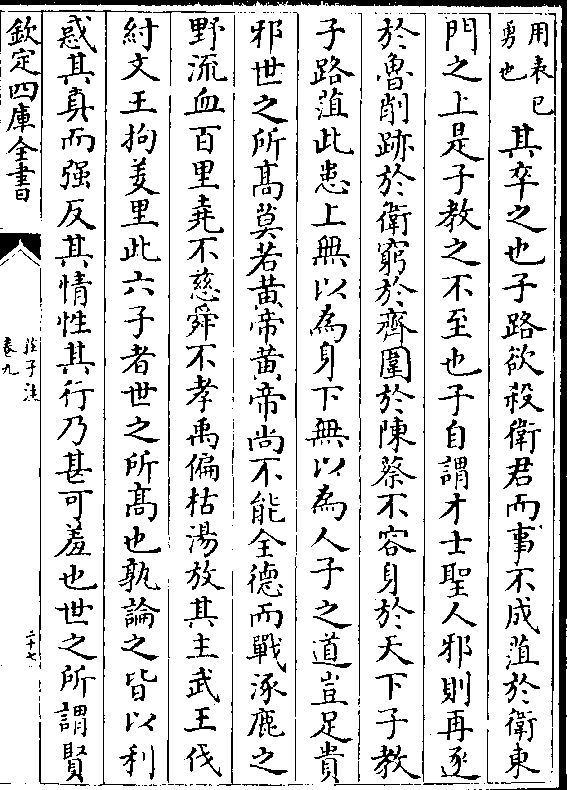 用表已
勇也
其卒之也子路欲殺衛君而事不成菹於衛東
門之上是子教之不至也子自謂才士聖人邪則再逐
於魯削跡於衛窮於齊圍於陳蔡不容身於天下子教
子路菹此患上無以為身下無以為人子之道豈足貴
邪世之所髙莫若黄帝黄帝尚不能全徳而戰涿鹿之
野流血百里堯不慈舜不孝禹偏枯湯放其主武王伐
紂文王拘羑里此六子者世之所髙也孰論之皆以利
惑其真而强反其情性其行乃甚可羞也世之所謂賢
欽定四庫全書
莊子注
卷九
二十七